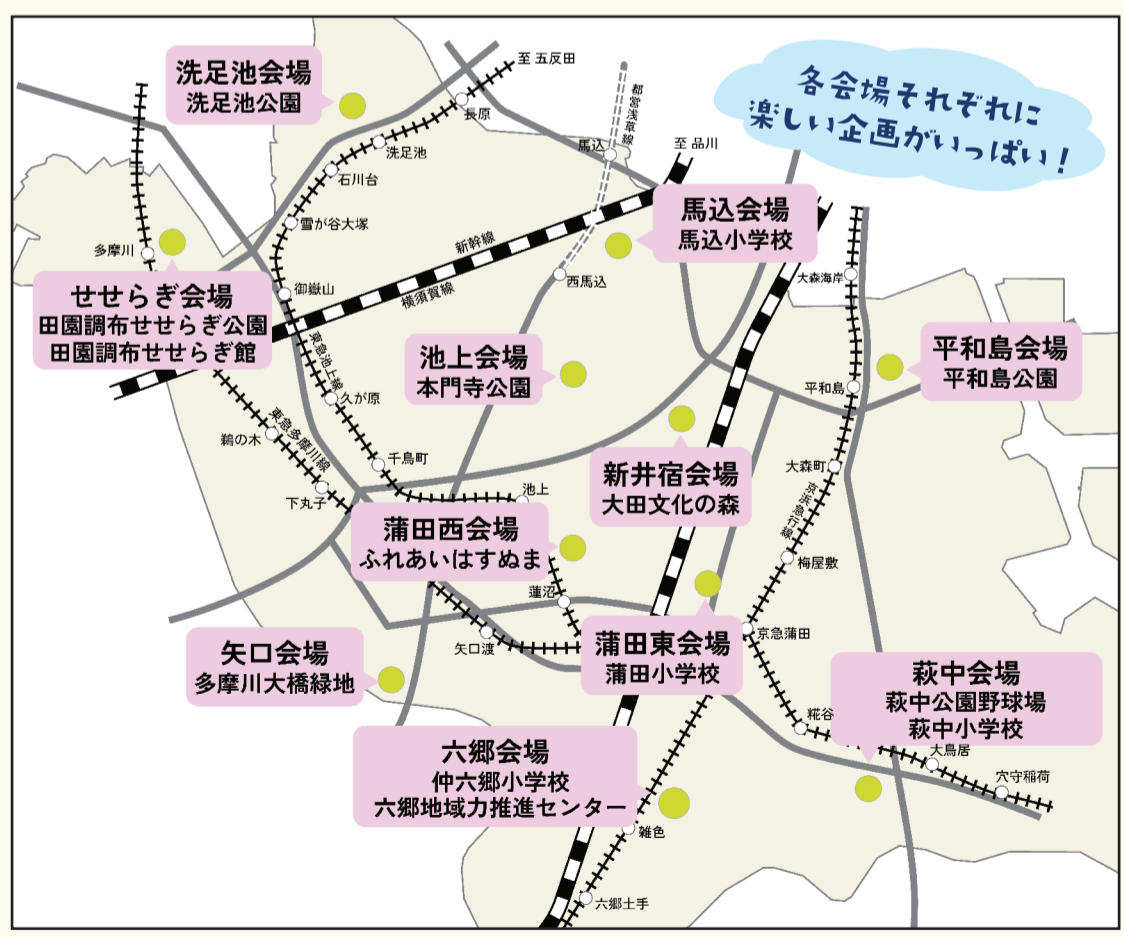 各会場それぞれに
楽しい企画がいっぱい!
洗足池会場
洗足池公園
至 五反田
長原
洗足池
石川台
雪が谷大塚
御嶽山
東急池上線
久が原
千鳥町
池上
蓮沼
都営浅草線
馬込
西馬込
至 品川
馬込会場
馬込小学校
新幹線
横須賀線
多摩川
せせらぎ会場
田園調布せせらぎ公園
田園調布せせらぎ館
東急多摩川線
鵜の木
下丸子
矢口渡
池上会場
本門寺公園
新井宿会場
大田文化の森
大森海岸
平和島会場
平和島公園
平和島
大森町
京浜急行線
梅屋敷
京急蒲田
蒲田西会場
ふれあいはすぬま
蒲田東会場
蒲田小学校
矢口会場
多摩川大橋緑地
六郷会場
仲六郷小学校
六郷地域力推進センター
雑色
六郷土手
萩中会場
萩中公園野球場
萩中小学校
糀谷
大鳥居
穴守稲荷